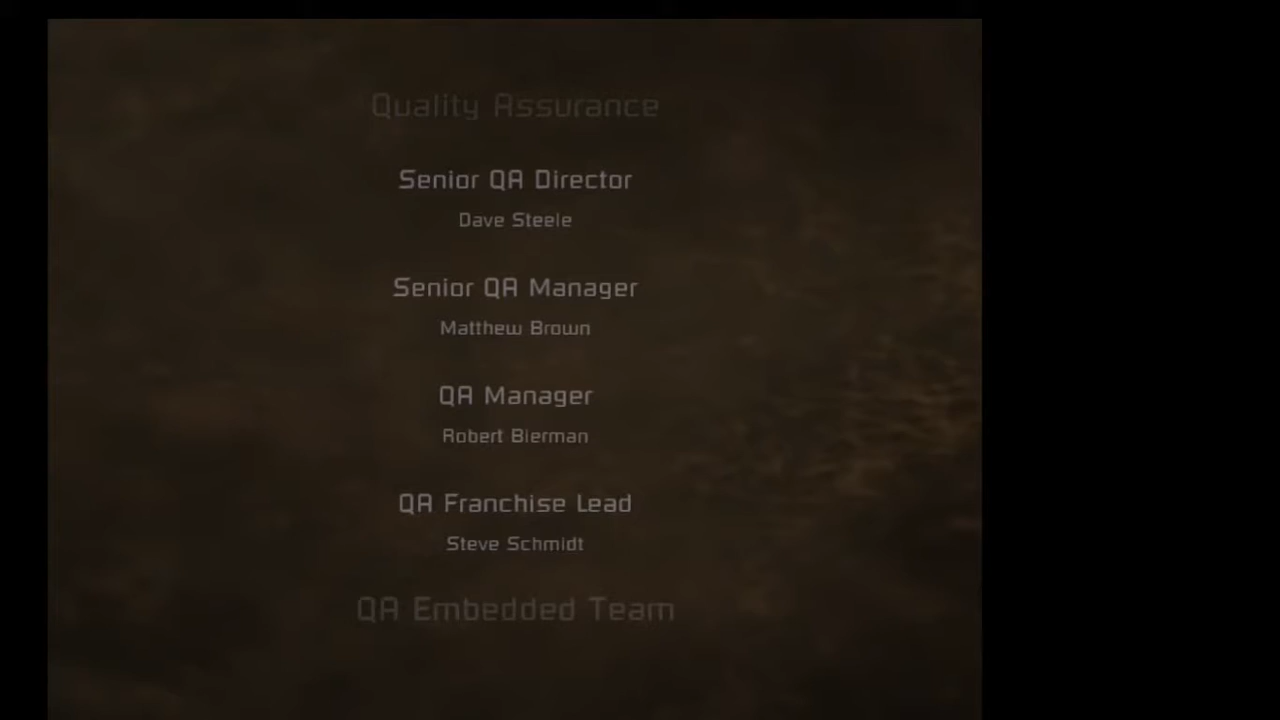 Quality Assurance
Senior QA Director
Dave Steele
Senior QA Manager
Matthew Brown
QA Manager
Robert Bierman
QA Franchise Lead
Steve Schmidt
QA Embedded Team